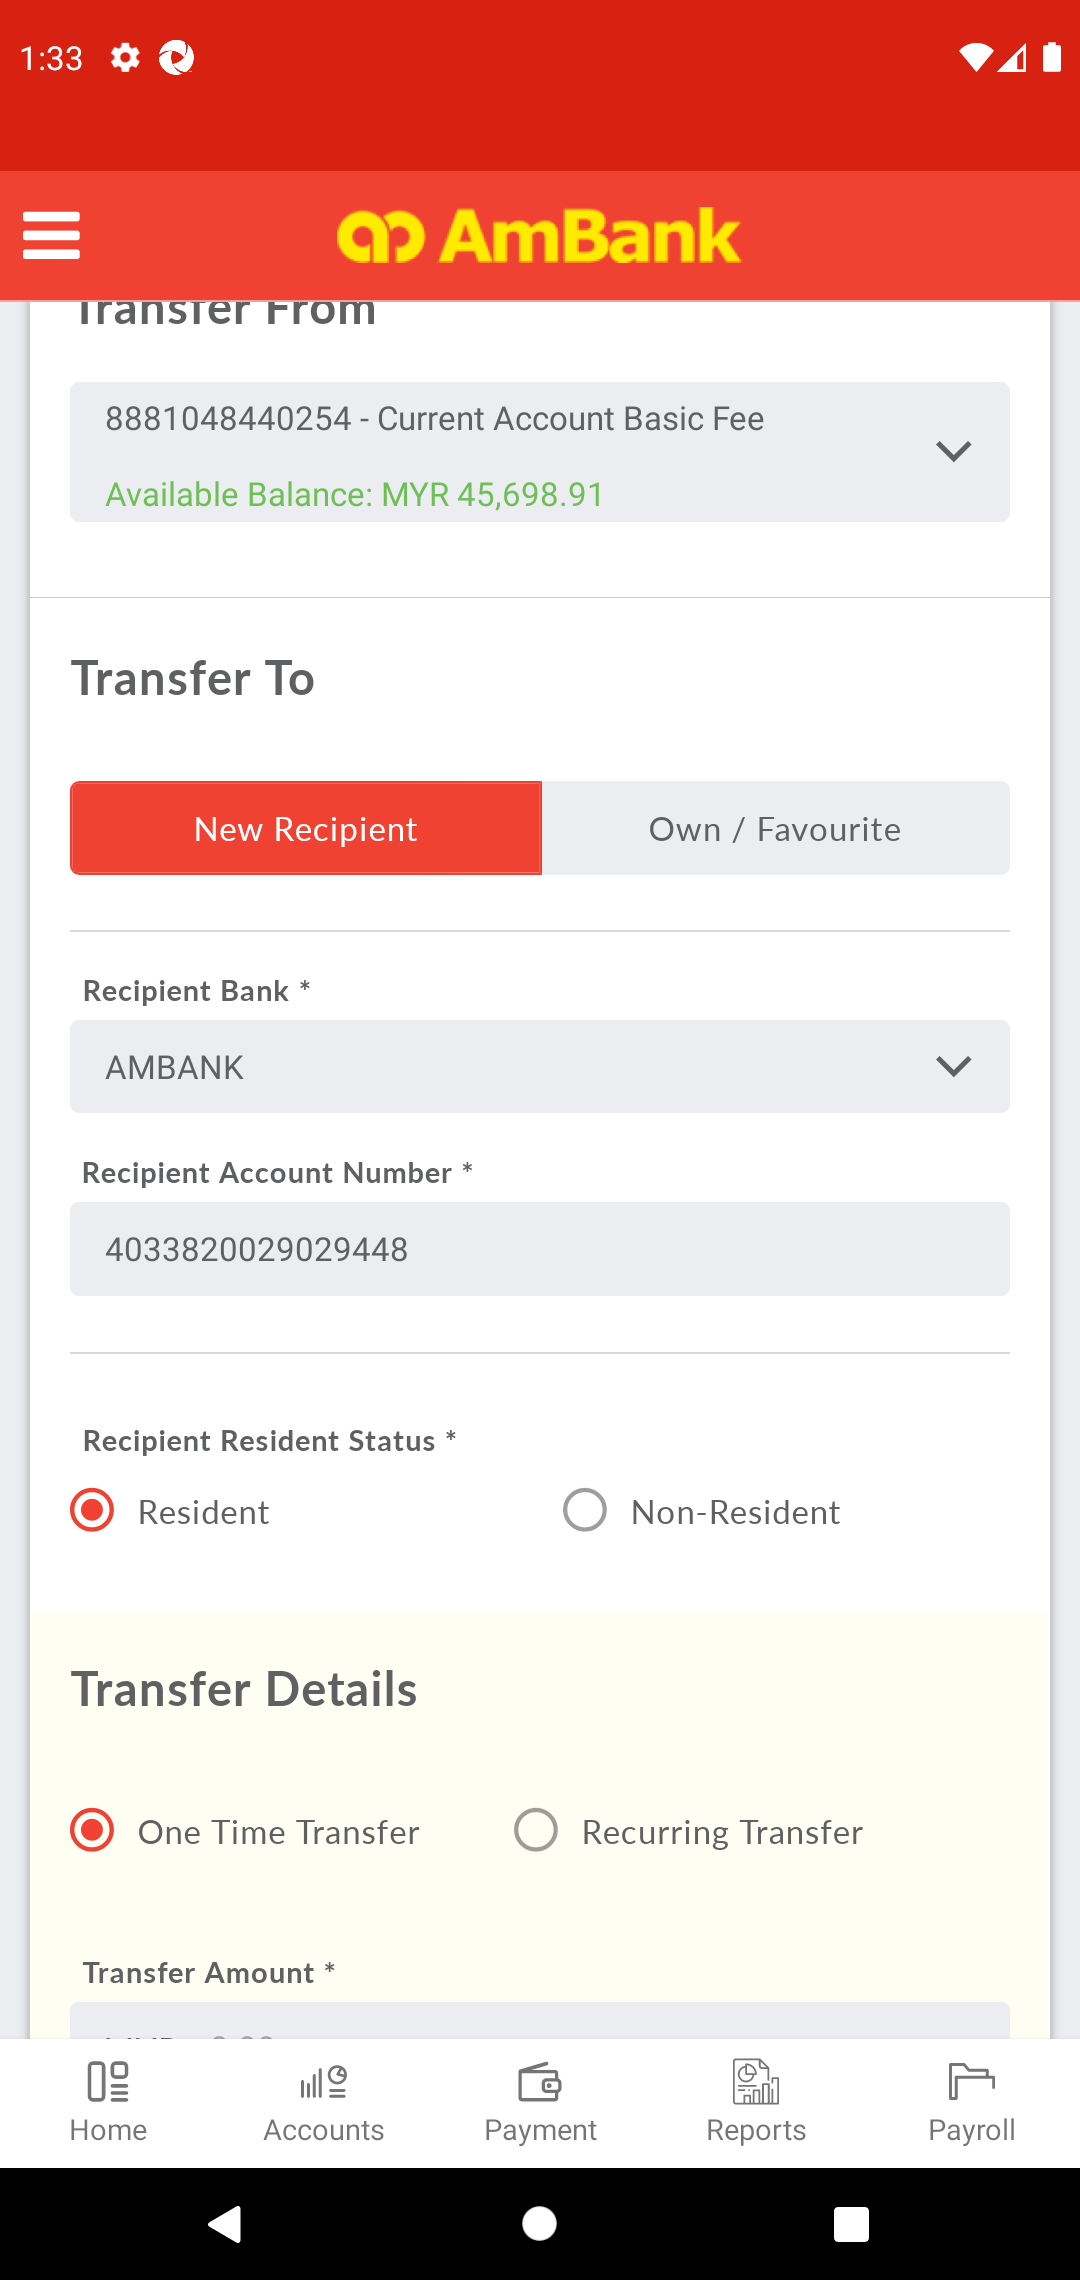 1:33
AmBank
Transfer From
8881048440254 - Current Account Basic Fee
Available Balance: MYR 45,698.91
Transfer To
New Recipient
Own / Favourite
Recipient Bank *
AMBANK
Recipient Account Number *
4033820029029448
Recipient Resident Status *
Resident
Non-Resident
Transfer Details
One Time Transfer
Recurring Transfer
Transfer Amount *
Home
Accounts
Payment
Reports
Payroll